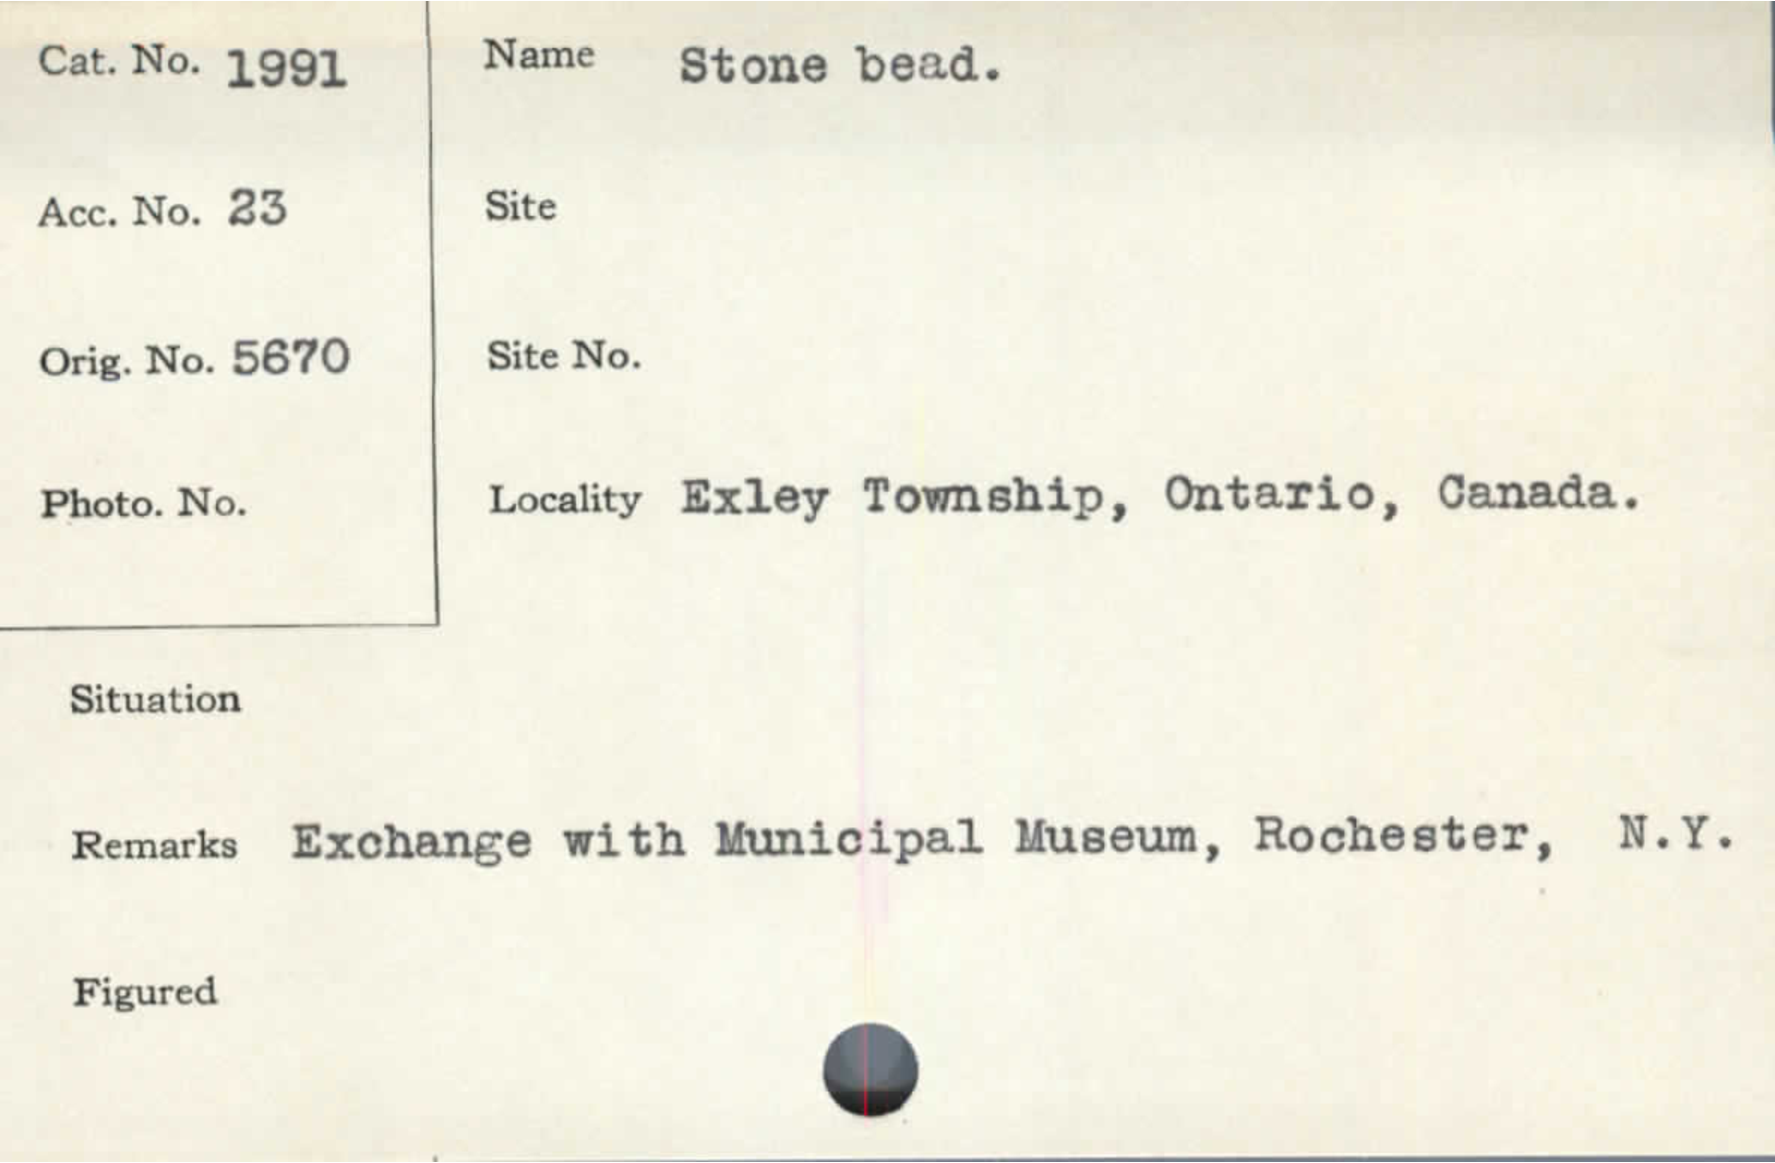 Cat. No. 1991
Name Stone bead.
Acc. No. 23
Site
Orig. No. 5670
Site No.
Photo. No.
Locality Exley Township, Ontario, Canada.
Situation
Remarks Exchange with Municipal Museum, Rochester, N.Y.
Figured